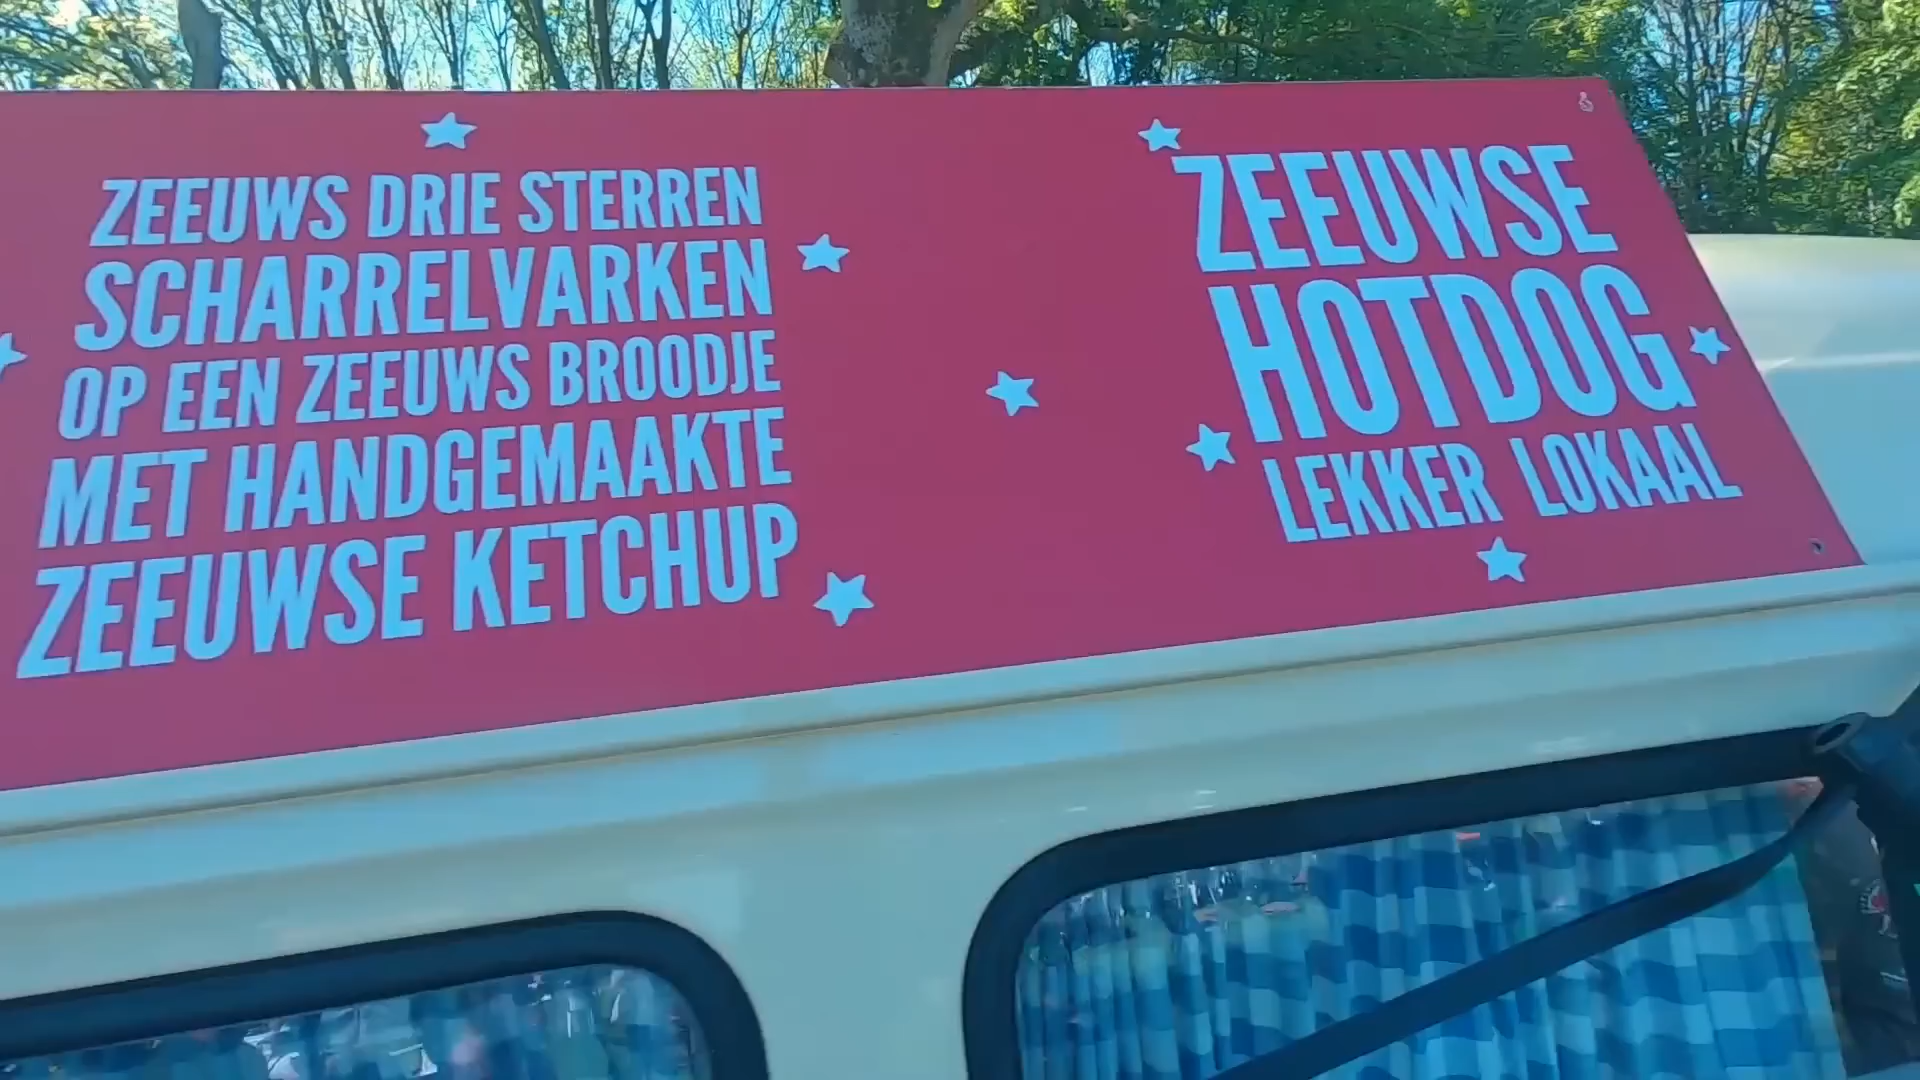 ZEEUWS DRIE STERREN
SCHARRELVARKEN
OP EEN ZEEUWS BROODJE
MET HANDGEMAAKTE
ZEEUWSE KETCHUP
ZEEUWSE
HOTDOG
LEKKER LOKAAL